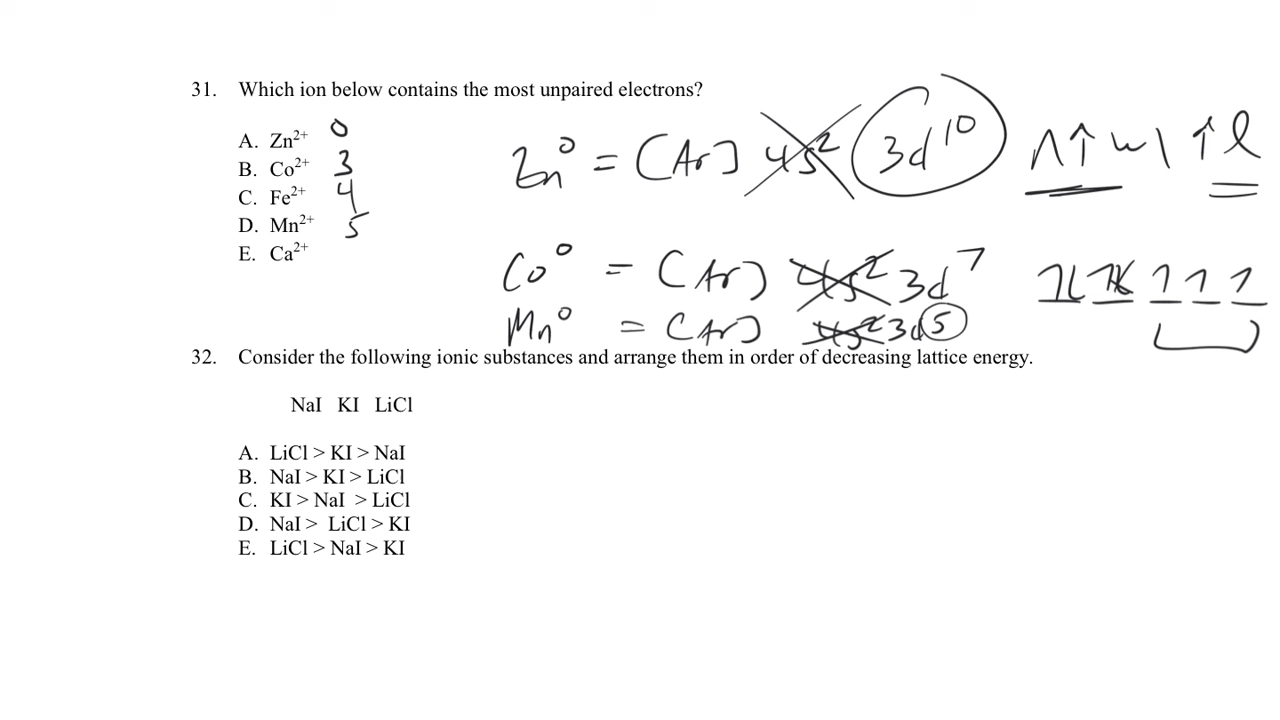 31. Which ion below contains the most unpaired electrons?
A. Zn²⁺ 0
B. Co²⁺ 3
C. Fe²⁺ 4
D. Mn²⁺ 5
E. Ca²⁺
Zn⁰ = [Ar] 4s² 3d¹⁰ n↑ w\ ↑l
Co⁰ = [Ar] 4s² 3d⁷ 1 1 1
Mn⁰ = [Ar] 4s² 3d⁵
32. Consider the following ionic substances and arrange them in order of decreasing lattice energy.
NaI KI LiCl
A. LiCl > KI > NaI
B. NaI > KI > LiCl
C. KI > NaI > LiCl
D. NaI > LiCl > KI
E. LiCl > NaI > KI